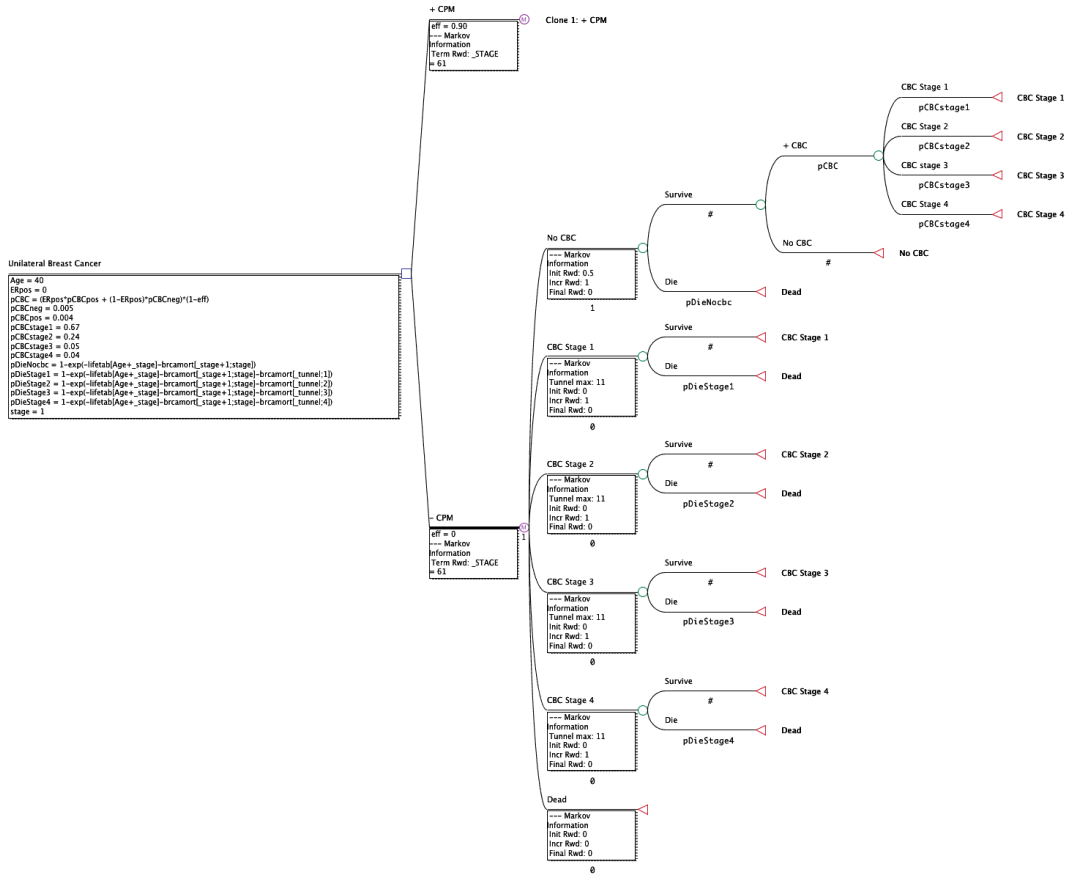 + CPM
eff = 0.90
--- Markov
Information
Term Rwd: _STAGE
= 61
Clone 1: + CPM
Unilateral Breast Cancer
Age = 40
ERpos = 0
pCBC = (ERpos*pCBCpos + (1-ERpos)*pCBCneg)*(1-eff)
pCBCneg = 0.005
pCBCpos = 0.004
pCBCstage1 = 0.67
pCBCstage2 = 0.24
pCBCstage3 = 0.05
pCBCstage4 = 0.04
pDieNocbc = 1-exp(-lifetab[Age+_stage]-brcamort[_stage+1;stage])
pDieStage1 = 1-exp(-lifetab[Age+_stage]-brcamort[_stage+1;stage]-brcamort[_tunnel;1])
pDieStage2 = 1-exp(-lifetab[Age+_stage]-brcamort[_stage+1;stage]-brcamort[_tunnel;2])
pDieStage3 = 1-exp(-lifetab[Age+_stage]-brcamort[_stage+1;stage]-brcamort[_tunnel;3])
pDieStage4 = 1-exp(-lifetab[Age+_stage]-brcamort[_stage+1;stage]-brcamort[_tunnel;4])
stage = 1
- CPM
eff = 0
--- Markov
Information
Term Rwd: _STAGE
= 61
1
No CBC
--- Markov
Information
Init Rwd: 0.5
Incr Rwd: 1
Final Rwd: 0
1
Survive
#
+ CBC
pCBC
CBC Stage 1
pCBCstage1
CBC Stage 1
CBC Stage 2
pCBCstage2
CBC Stage 2
CBC stage 3
pCBCstage3
CBC Stage 3
CBC Stage 4
pCBCstage4
CBC Stage 4
No CBC
#
No CBC
Die
pDieNocbc
Dead
CBC Stage 1
--- Markov
Information
Tunnel max: 11
Init Rwd: 0
Incr Rwd: 1
Final Rwd: 0
0
Survive
#
CBC Stage 1
Die
pDieStage1
Dead
CBC Stage 2
--- Markov
Information
Tunnel max: 11
Init Rwd: 0
Incr Rwd: 1
Final Rwd: 0
0
Survive
#
CBC Stage 2
Die
pDieStage2
Dead
CBC Stage 3
--- Markov
Information
Tunnel max: 11
Init Rwd: 0
Incr Rwd: 1
Final Rwd: 0
0
Survive
#
CBC Stage 3
Die
pDieStage3
Dead
CBC Stage 4
--- Markov
Information
Tunnel max: 11
Init Rwd: 0
Incr Rwd: 1
Final Rwd: 0
0
Survive
#
CBC Stage 4
Die
pDieStage4
Dead
Dead
--- Markov
Information
Init Rwd: 0
Incr Rwd: 0
Final Rwd: 0
0